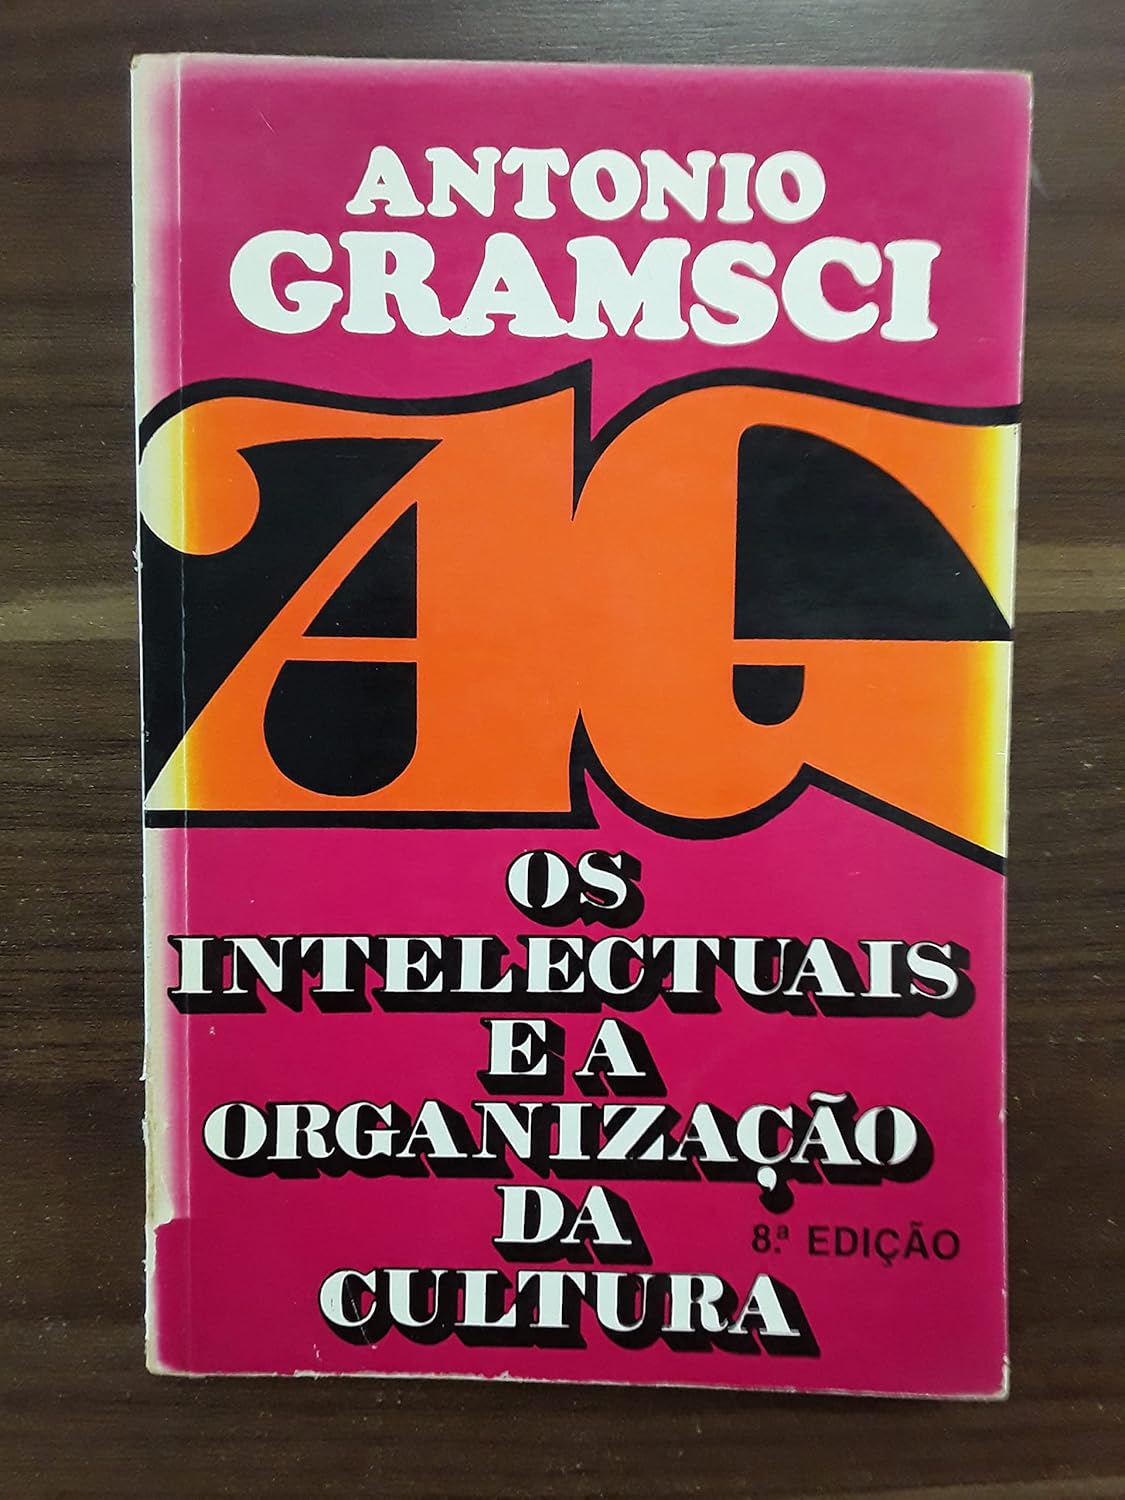 ANTONIO
GRAMSCI
AG
OS
INTELECTUAIS
E A
ORGANIZAÇÃO
DA
8.ª EDIÇÃO
CULTURA